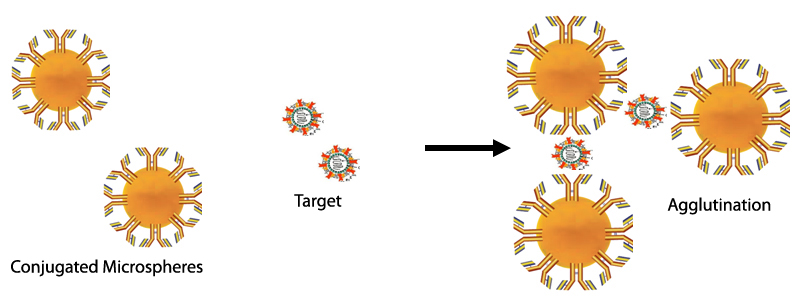 Target
Agglutination
Conjugated Microspheres